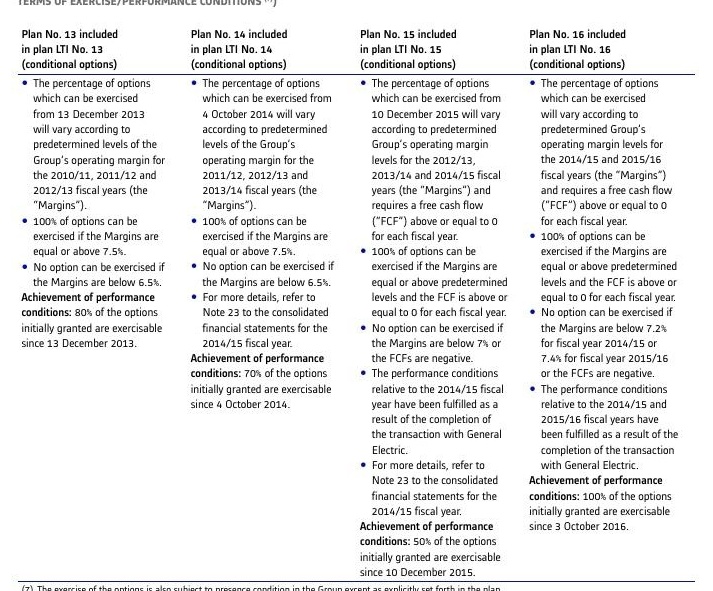 TERMS OF EXERCISE/PERFORMANCE CONDITIONS (7)
Plan No. 13 included
in plan LTI No. 13
(conditional options)
• The percentage of options
which can be exercised
from 13 December 2013
will vary according to
predetermined levels of the
Group's operating margin for
the 2010/11, 2011/12 and
2012/13 fiscal years (the
“Margins”).
• 100% of options can be
exercised if the Margins are
equal or above 7.5%.
• No option can be exercised if
the Margins are below 6.5%.
Achievement of performance
conditions: 80% of the options
initially granted are exercisable
since 13 December 2013.
Plan No. 14 included
in plan LTI No. 14
(conditional options)
• The percentage of options
which can be exercised from
4 October 2014 will vary
according to predetermined
levels of the Group's
operating margin for the
2011/12, 2012/13 and
2013/14 fiscal years (the
“Margins”).
• 100% of options can be
exercised if the Margins are
equal or above 7.5%.
• No option can be exercised if
the Margins are below 6.5%.
• For more details, refer to
Note 23 to the consolidated
financial statements for the
2014/15 fiscal year.
Achievement of performance
conditions: 70% of the options
initially granted are exercisable
since 4 October 2014.
Plan No. 15 included
in plan LTI No. 15
(conditional options)
• The percentage of options
which can be exercised from
10 December 2015 will vary
according to predetermined
Group's operating margin
levels for the 2012/13,
2013/14 and 2014/15 fiscal
years (the “Margins”) and
requires a free cash flow
(“FCF”) above or equal to 0
for each fiscal year.
• 100% of options can be
exercised if the Margins are
equal or above predetermined
levels and the FCF is above or
equal to 0 for each fiscal year.
• No option can be exercised if
the Margins are below 7% or
the FCFs are negative.
• The performance conditions
relative to the 2014/15 fiscal
year have been fulfilled as a
result of the completion of
the transaction with General
Electric.
• For more details, refer to
Note 23 to the consolidated
financial statements for the
2014/15 fiscal year.
Achievement of performance
conditions: 50% of the options
initially granted are exercisable
since 10 December 2015.
Plan No. 16 included
in plan LTI No. 16
(conditional options)
• The percentage of options
which can be exercised
will vary according to
predetermined Group's
operating margin levels for
the 2014/15 and 2015/16
fiscal years (the “Margins”)
and requires a free cash flow
(“FCF”) above or equal to 0
for each fiscal year.
• 100% of options can be
exercised if the Margins are
equal or above predetermined
levels and the FCF is above or
equal to 0 for each fiscal year.
• No option can be exercised if
the Margins are below 7.2%
for fiscal year 2014/15 or
7.4% for fiscal year 2015/16
or the FCFs are negative.
• The performance conditions
relative to the 2014/15 and
2015/16 fiscal years have
been fulfilled as a result of the
completion of the transaction
with General Electric.
Achievement of performance
conditions: 100% of the options
initially granted are exercisable
since 3 October 2016.
(7) The exercise of the options is also subject to presence condition in the Group except as explicitly set forth in the plan.